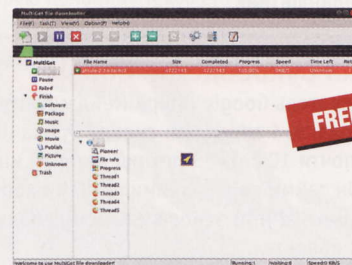 MultiGet File downloader
File(F) Task(T) View(V) Option(P) Help(H)
File Name Size Completed Progress Speed Time Left
MultiGet
Pause
Finish
Software
Package
Music
Image
Movie
Publish
Picture
Unknown
Trash
Pioneer
File Info
Progress
Thread1
Thread2
Thread3
Thread4
Thread5
FREE
Welcome to use MultiGet file downloader!
Running:1
Waiting:0